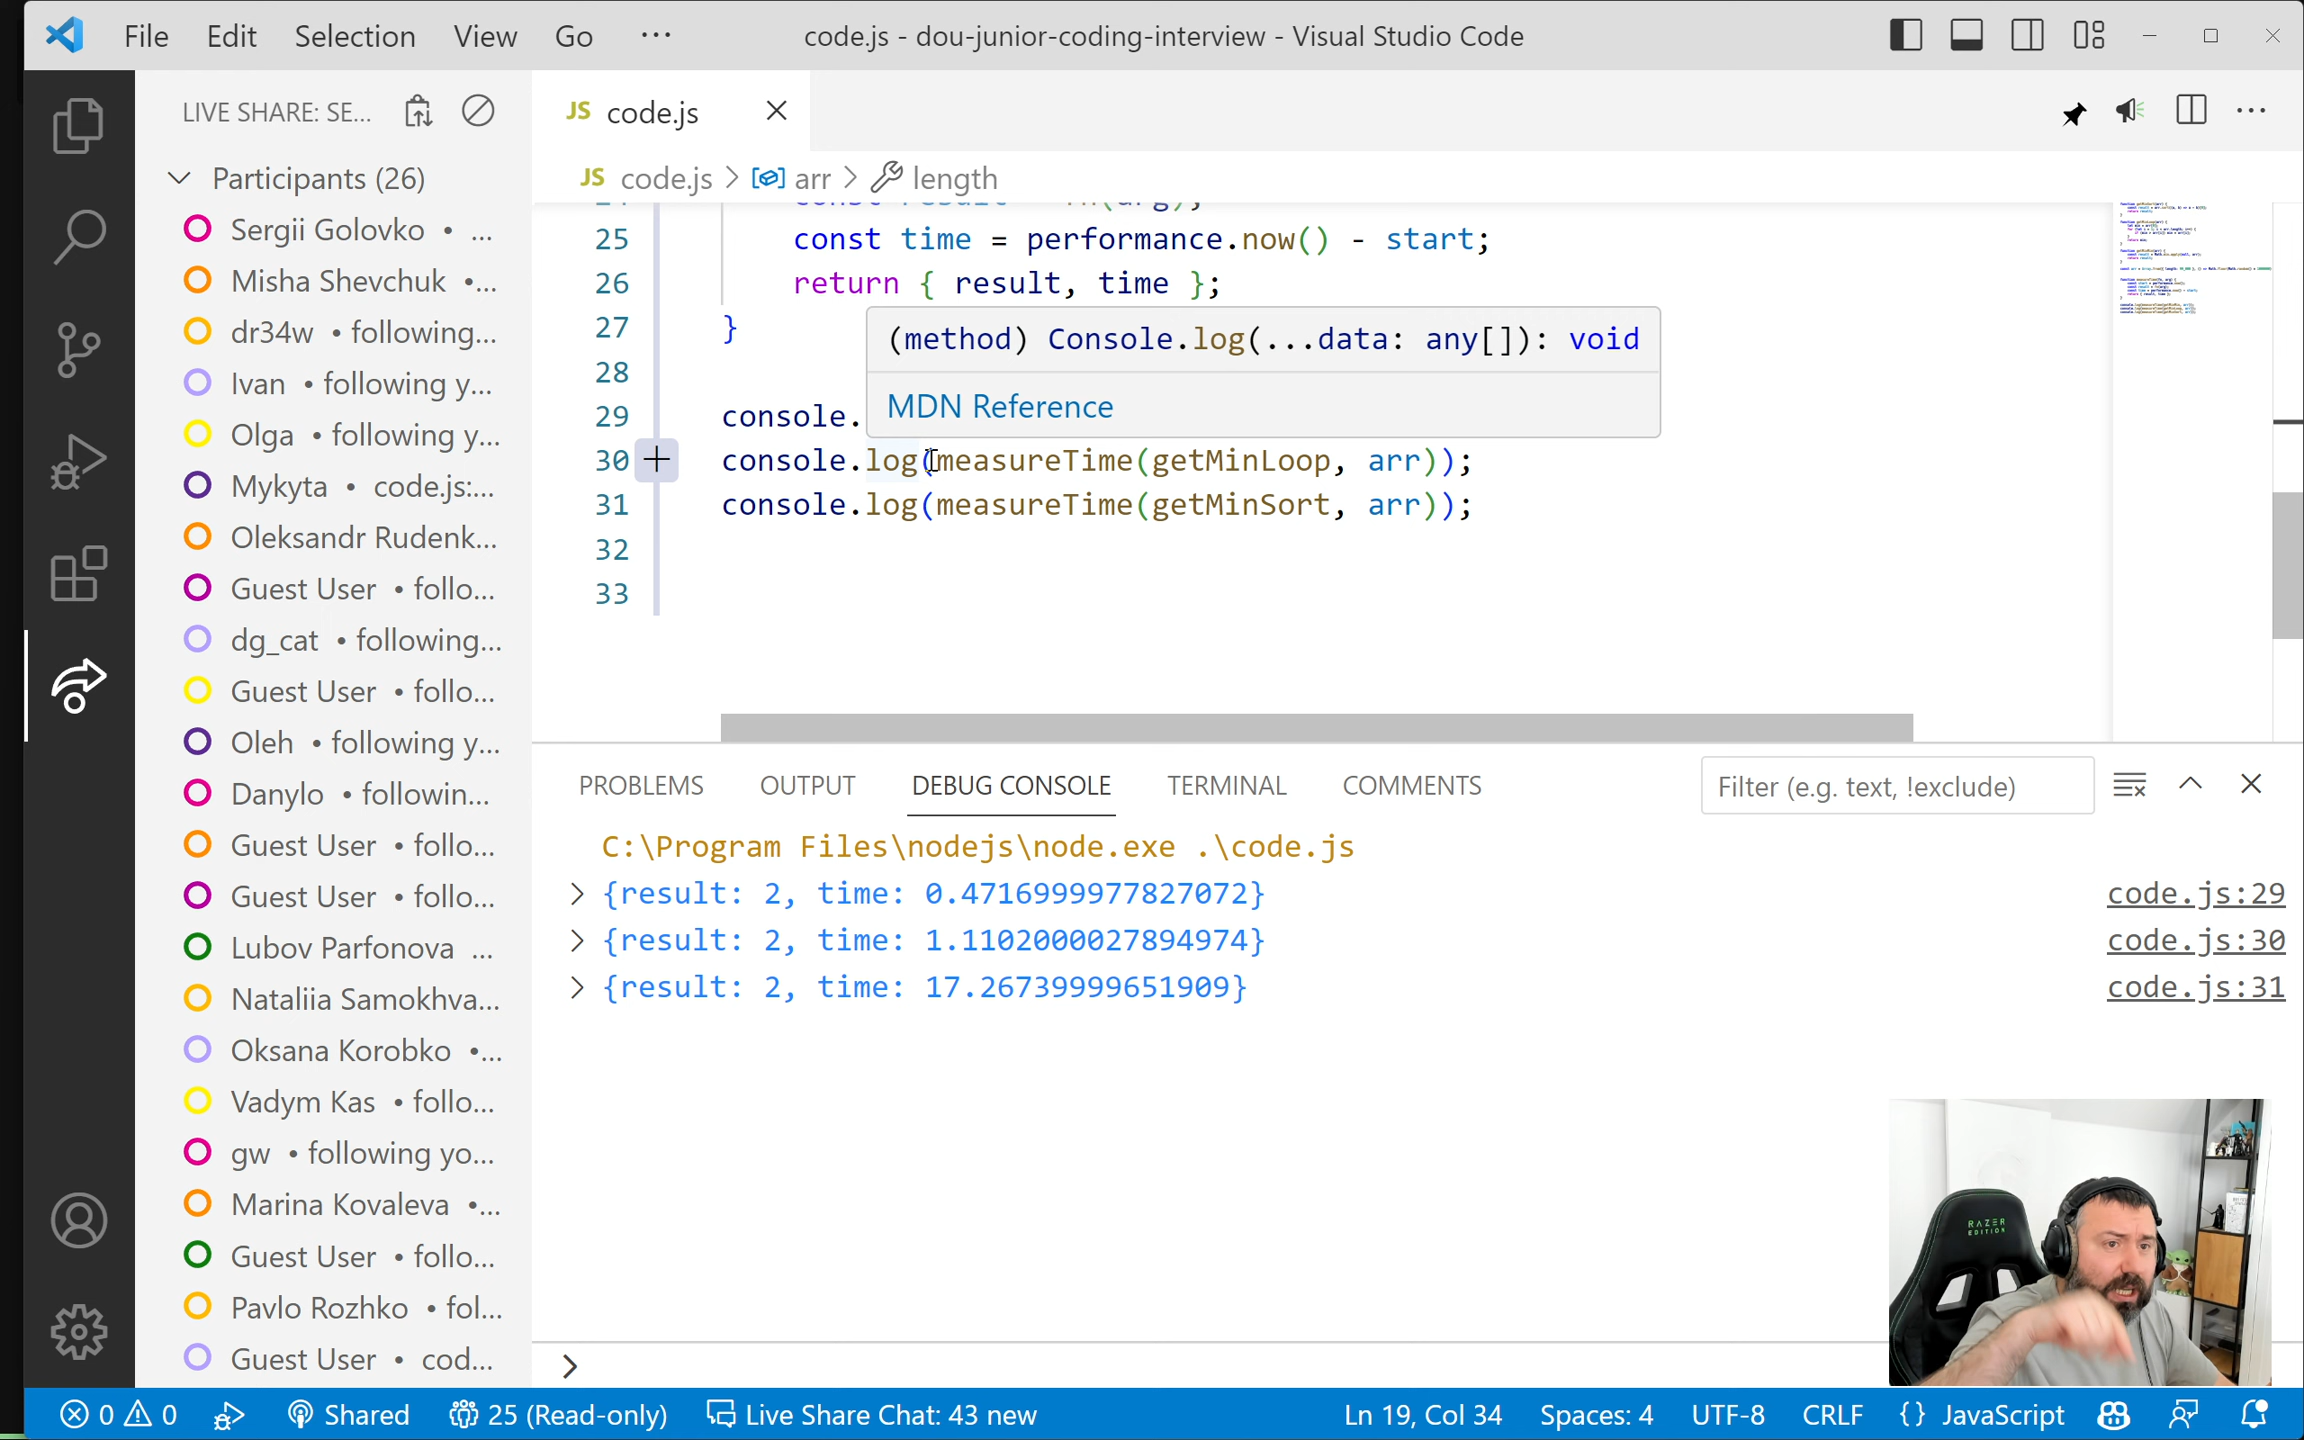 File Edit Selection View Go ··· code.js - dou-junior-coding-interview - Visual Studio Code
LIVE SHARE: SE...
JS code.js
Participants (26)
JS code.js > arr > length
Sergii Golovko • ...
Misha Shevchuk •...
dr34w • following...
Ivan • following y...
Olga • following y...
Mykyta • code.js:...
Oleksandr Rudenk...
Guest User • follo...
dg_cat • following...
Guest User • follo...
Oleh • following y...
Danylo • followin...
Guest User • follo...
Guest User • follo...
Lubov Parfonova ...
Nataliia Samokhva...
Oksana Korobko •...
Vadym Kas • follo...
gw • following yo...
Marina Kovaleva •...
Guest User • follo...
Pavlo Rozhko • fol...
Guest User • cod...
25 const time = performance.now() - start;
26 return { result, time };
27 }
(method) Console.log(...data: any[]): void
MDN Reference
28
29 console.
30 console.log(measureTime(getMinLoop, arr));
31 console.log(measureTime(getMinSort, arr));
32
33
PROBLEMS OUTPUT DEBUG CONSOLE TERMINAL COMMENTS Filter (e.g. text, !exclude)
C:\Program Files\nodejs\node.exe .\code.js
> {result: 2, time: 0.4716999977827072} code.js:29
> {result: 2, time: 1.1102000027894974} code.js:30
> {result: 2, time: 17.26739999651909} code.js:31
>
RAZER
EDITION
0 0 Shared 25 (Read-only) Live Share Chat: 43 new Ln 19, Col 34 Spaces: 4 UTF-8 CRLF {} JavaScript